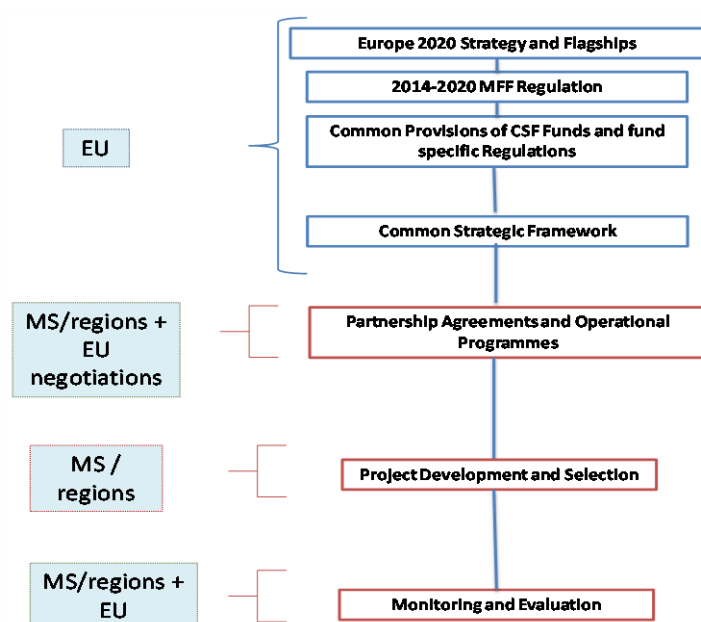 Europe 2020 Strategy and Flagships
2014-2020 MFF Regulation
EU
Common Provisions of CSF Funds and fund
specific Regulations
Common Strategic Framework
MS/regions +
EU
negotiations
Partnership Agreements and Operational
Programmes
MS /
regions
Project Development and Selection
MS/regions +
EU
Monitoring and Evaluation